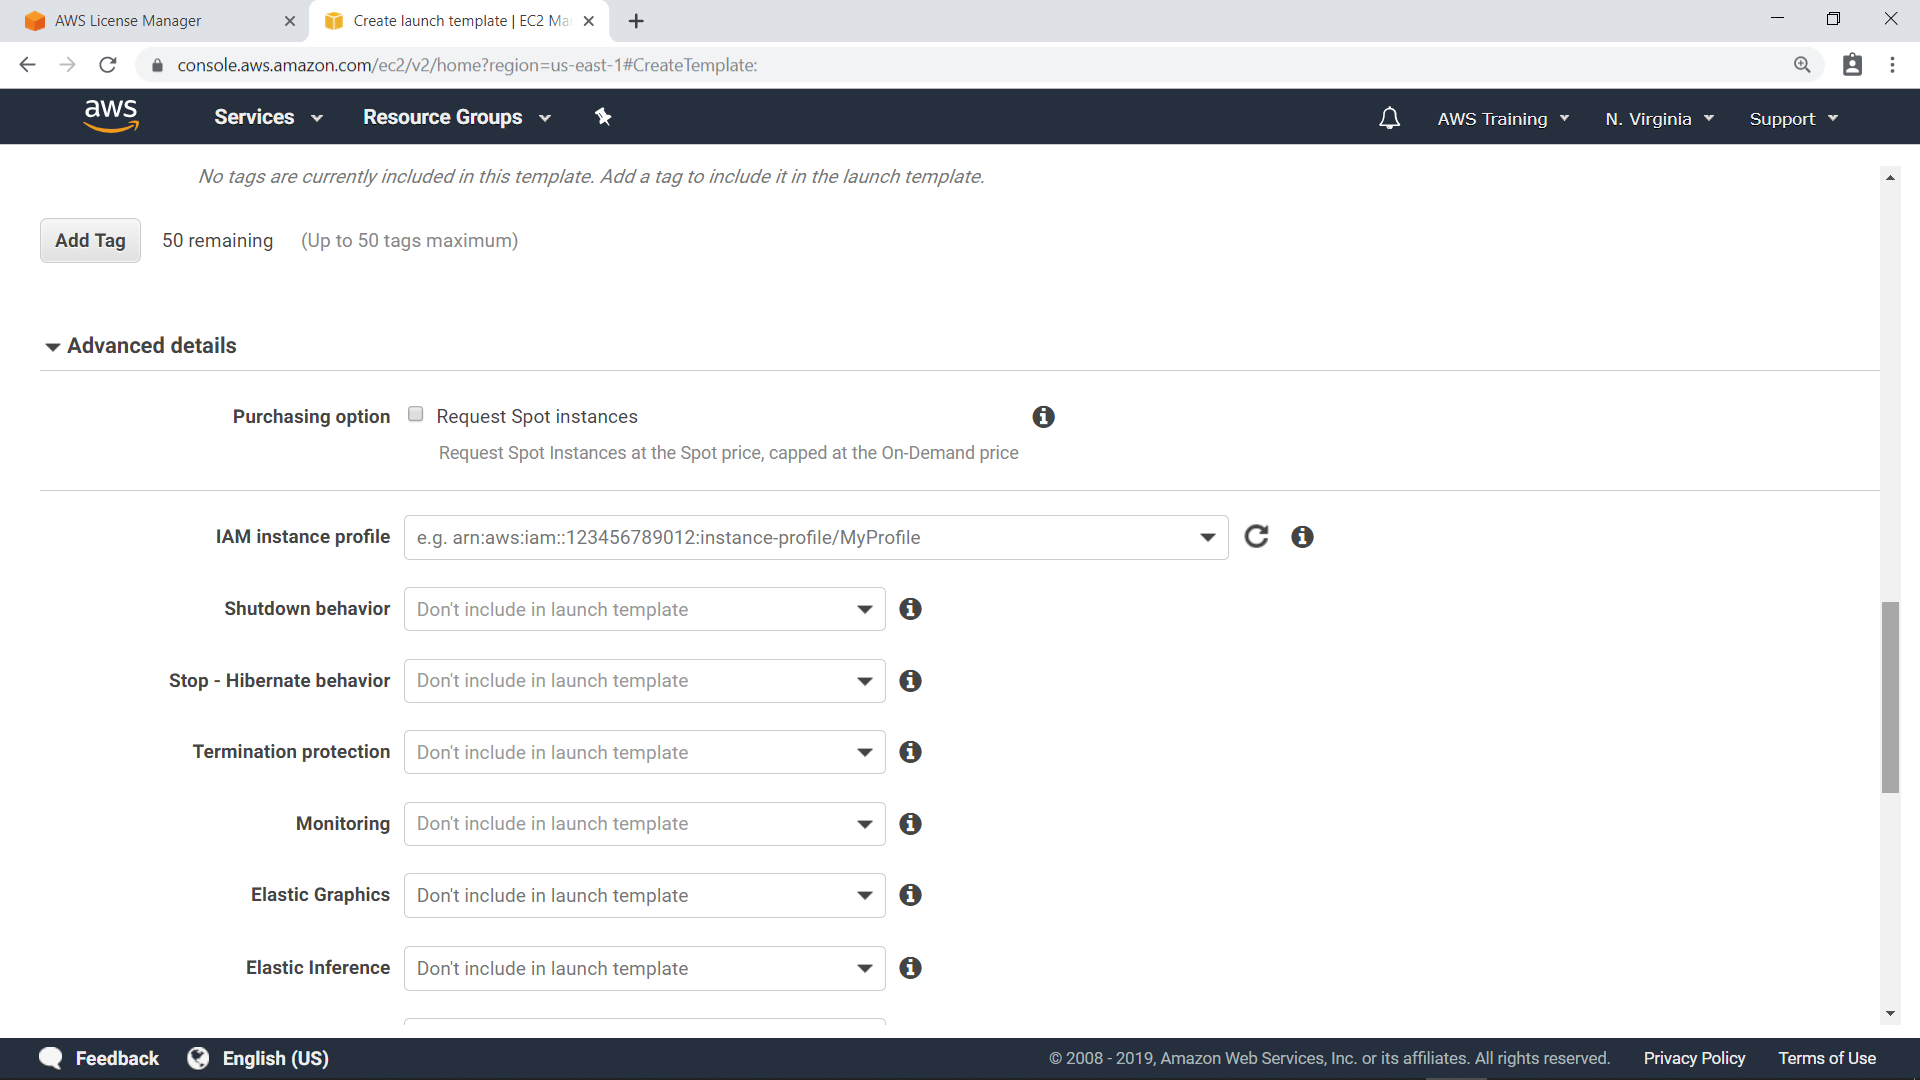 AWS License Manager
Create launch template | EC2 Ma
console.aws.amazon.com/ec2/v2/home?region=us-east-1#CreateTemplate:
aws
Services
Resource Groups
AWS Training
N. Virginia
Support
No tags are currently included in this template. Add a tag to include it in the launch template.
Add Tag
50 remaining
(Up to 50 tags maximum)
Advanced details
Purchasing option
Request Spot instances
Request Spot Instances at the Spot price, capped at the On-Demand price
IAM instance profile
e.g. arn:aws:iam::123456789012:instance-profile/MyProfile
Shutdown behavior
Don't include in launch template
Stop - Hibernate behavior
Don't include in launch template
Termination protection
Don't include in launch template
Monitoring
Don't include in launch template
Elastic Graphics
Don't include in launch template
Elastic Inference
Don't include in launch template
Feedback
English (US)
© 2008 - 2019, Amazon Web Services, Inc. or its affiliates. All rights reserved.
Privacy Policy
Terms of Use